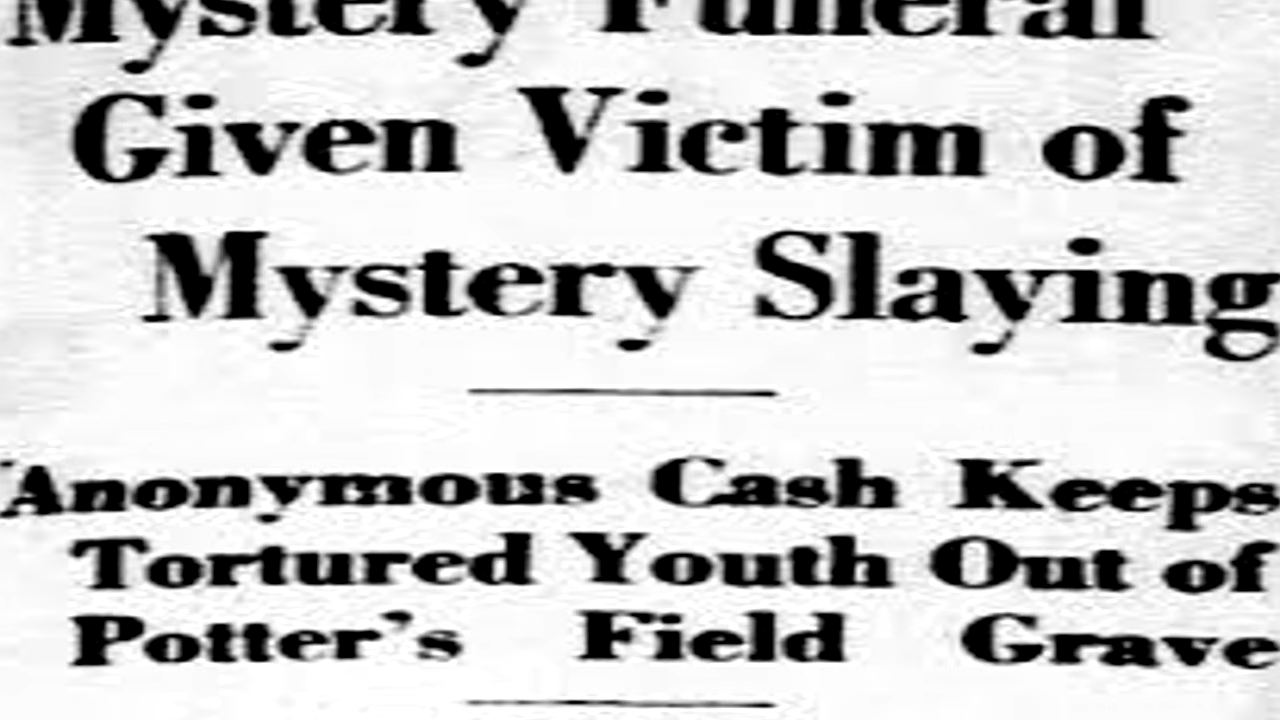 Mystery Funeral
Given Victim of
Mystery Slaying
Anonymous Cash Keeps
Tortured Youth Out of
Potter's Field Grave